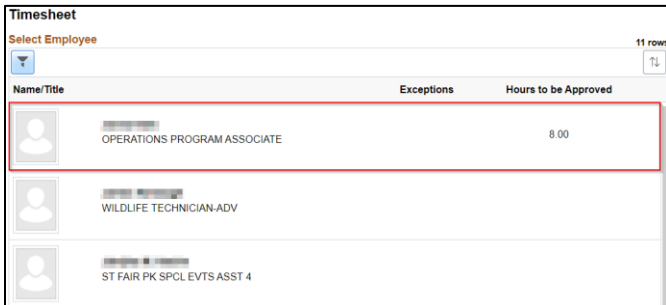 Timesheet
Select Employee
11 rows
Name/Title Exceptions Hours to be Approved
OPERATIONS PROGRAM ASSOCIATE 8.00
WILDLIFE TECHNICIAN-ADV
ST FAIR PK SPCL EVTS ASST 4